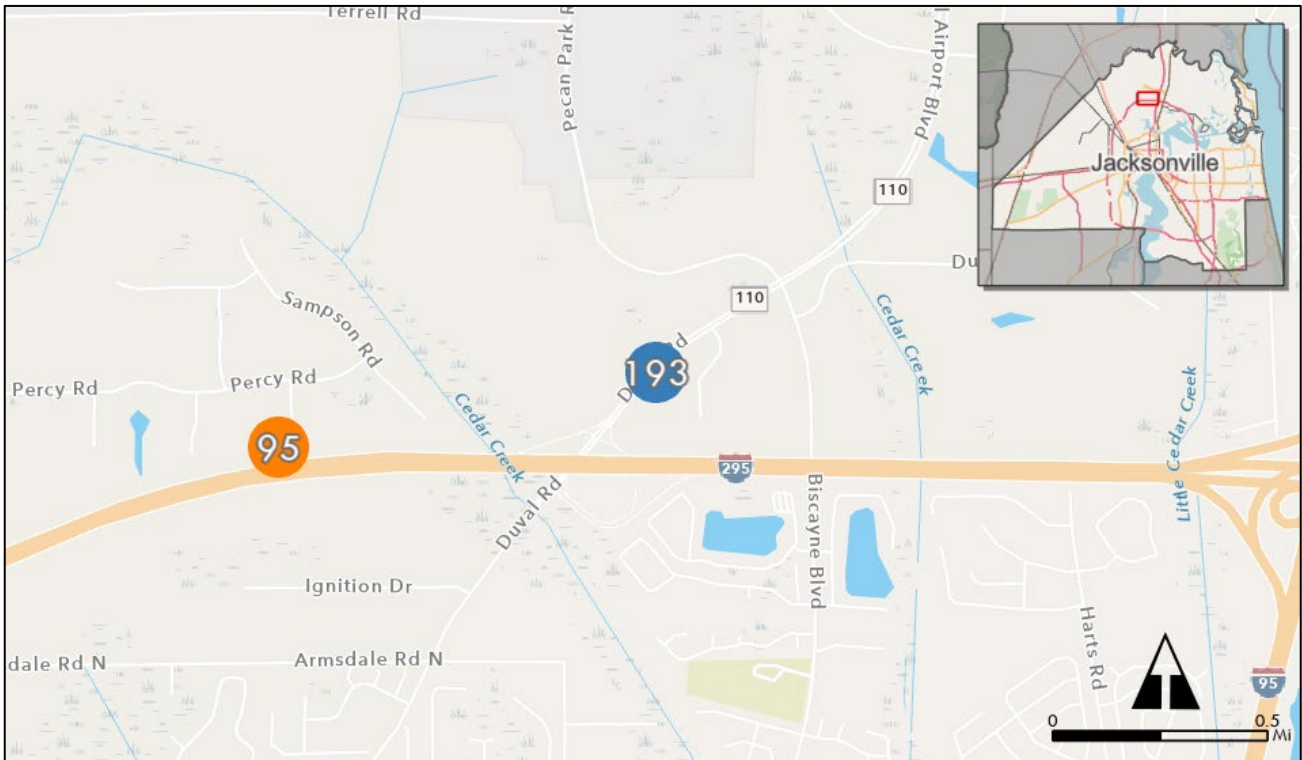 Terrell Rd
Pecan Park R
l Airport Blvd
Jacksonville
110
Du
Sampson Rd
110
Cedar Creek
Percy Rd
Percy Rd
193
D
Rd
Cedar Creek
Little Cedar Creek
95
295
Duval Rd
Biscayne Blvd
Ignition Dr
Harts Rd
dale Rd N
Armsdale Rd N
95
0
0.5
Mi